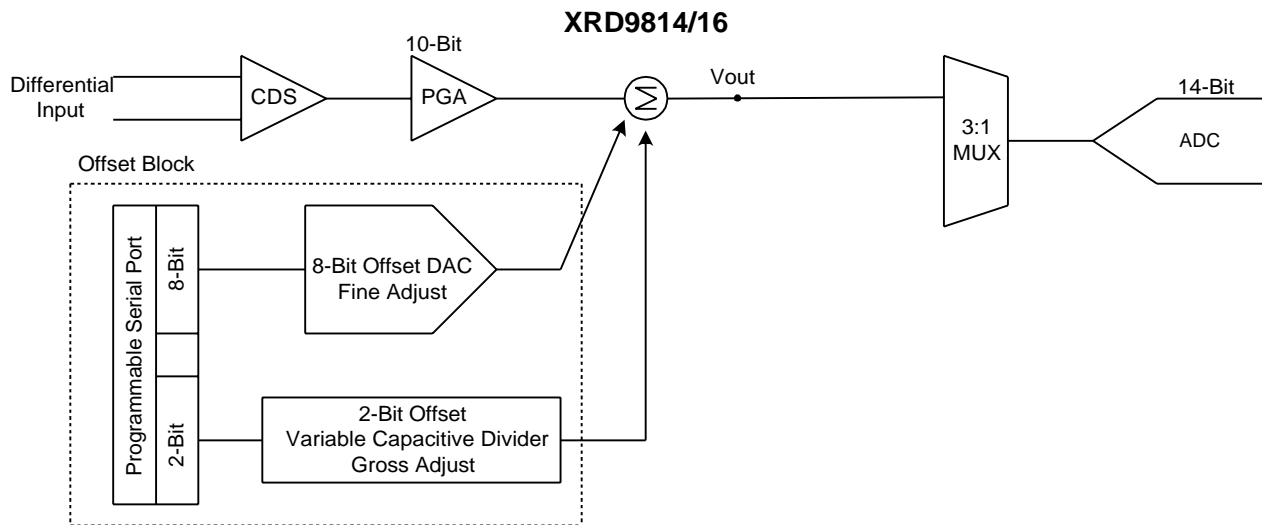 XRD9814/16
10-Bit
Differential
Input
CDS
PGA
Σ
Vout
3:1
MUX
14-Bit
ADC
Offset Block
Programmable Serial Port
8-Bit
2-Bit
8-Bit Offset DAC
Fine Adjust
2-Bit Offset
Variable Capacitive Divider
Gross Adjust